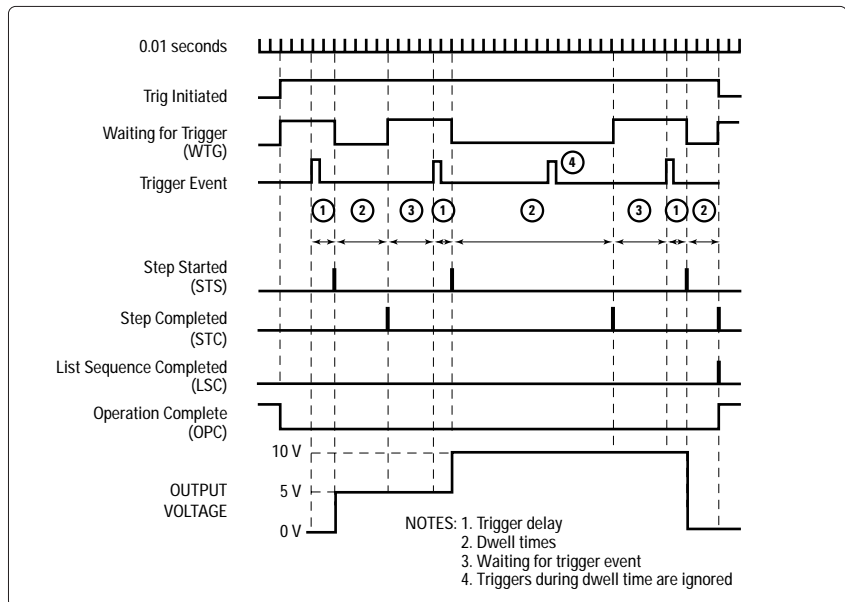 0.01 seconds
Trig Initiated
Waiting for Trigger
(WTG)
4
Trigger Event
1 2 3 1 2 3 1 2
Step Started
(STS)
Step Completed
(STC)
List Sequence Completed
(LSC)
Operation Complete
(OPC)
10 V
OUTPUT
VOLTAGE
5 V
0 V
NOTES: 1. Trigger delay
2. Dwell times
3. Waiting for trigger event
4. Triggers during dwell time are ignored